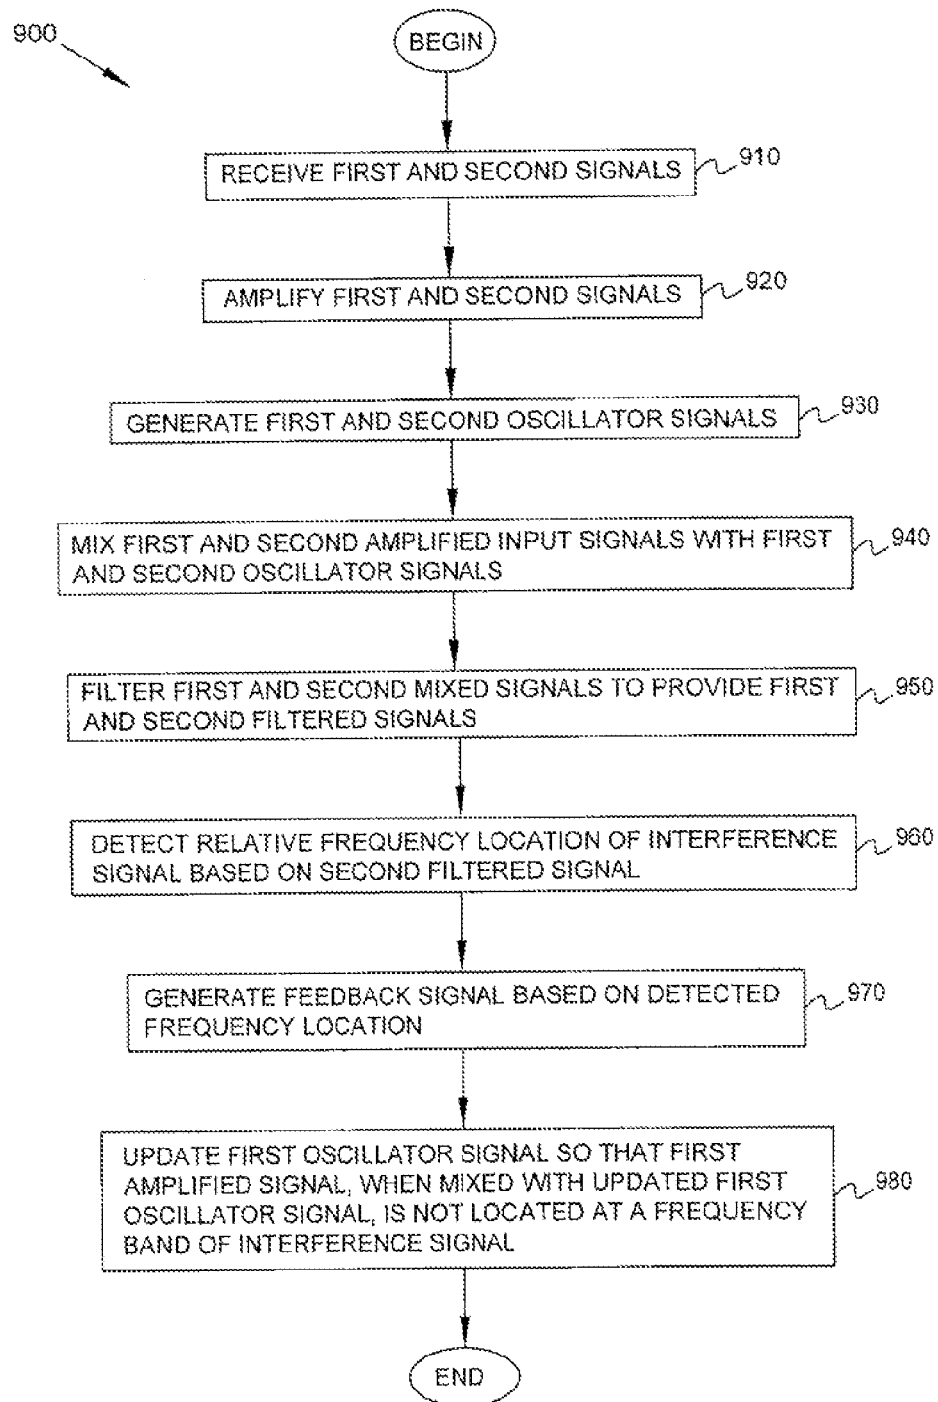 900
BEGIN
RECEIVE FIRST AND SECOND SIGNALS
910
AMPLIFY FIRST AND SECOND SIGNALS
920
GENERATE FIRST AND SECOND OSCILLATOR SIGNALS
930
MIX FIRST AND SECOND AMPLIFIED INPUT SIGNALS WITH FIRST
AND SECOND OSCILLATOR SIGNALS
940
FILTER FIRST AND SECOND MIXED SIGNALS TO PROVIDE FIRST
AND SECOND FILTERED SIGNALS
950
DETECT RELATIVE FREQUENCY LOCATION OF INTERFERENCE
SIGNAL BASED ON SECOND FILTERED SIGNAL
960
GENERATE FEEDBACK SIGNAL BASED ON DETECTED
FREQUENCY LOCATION
970
UPDATE FIRST OSCILLATOR SIGNAL SO THAT FIRST
AMPLIFIED SIGNAL, WHEN MIXED WITH UPDATED FIRST
OSCILLATOR SIGNAL, IS NOT LOCATED AT A FREQUENCY
BAND OF INTERFERENCE SIGNAL
980
END